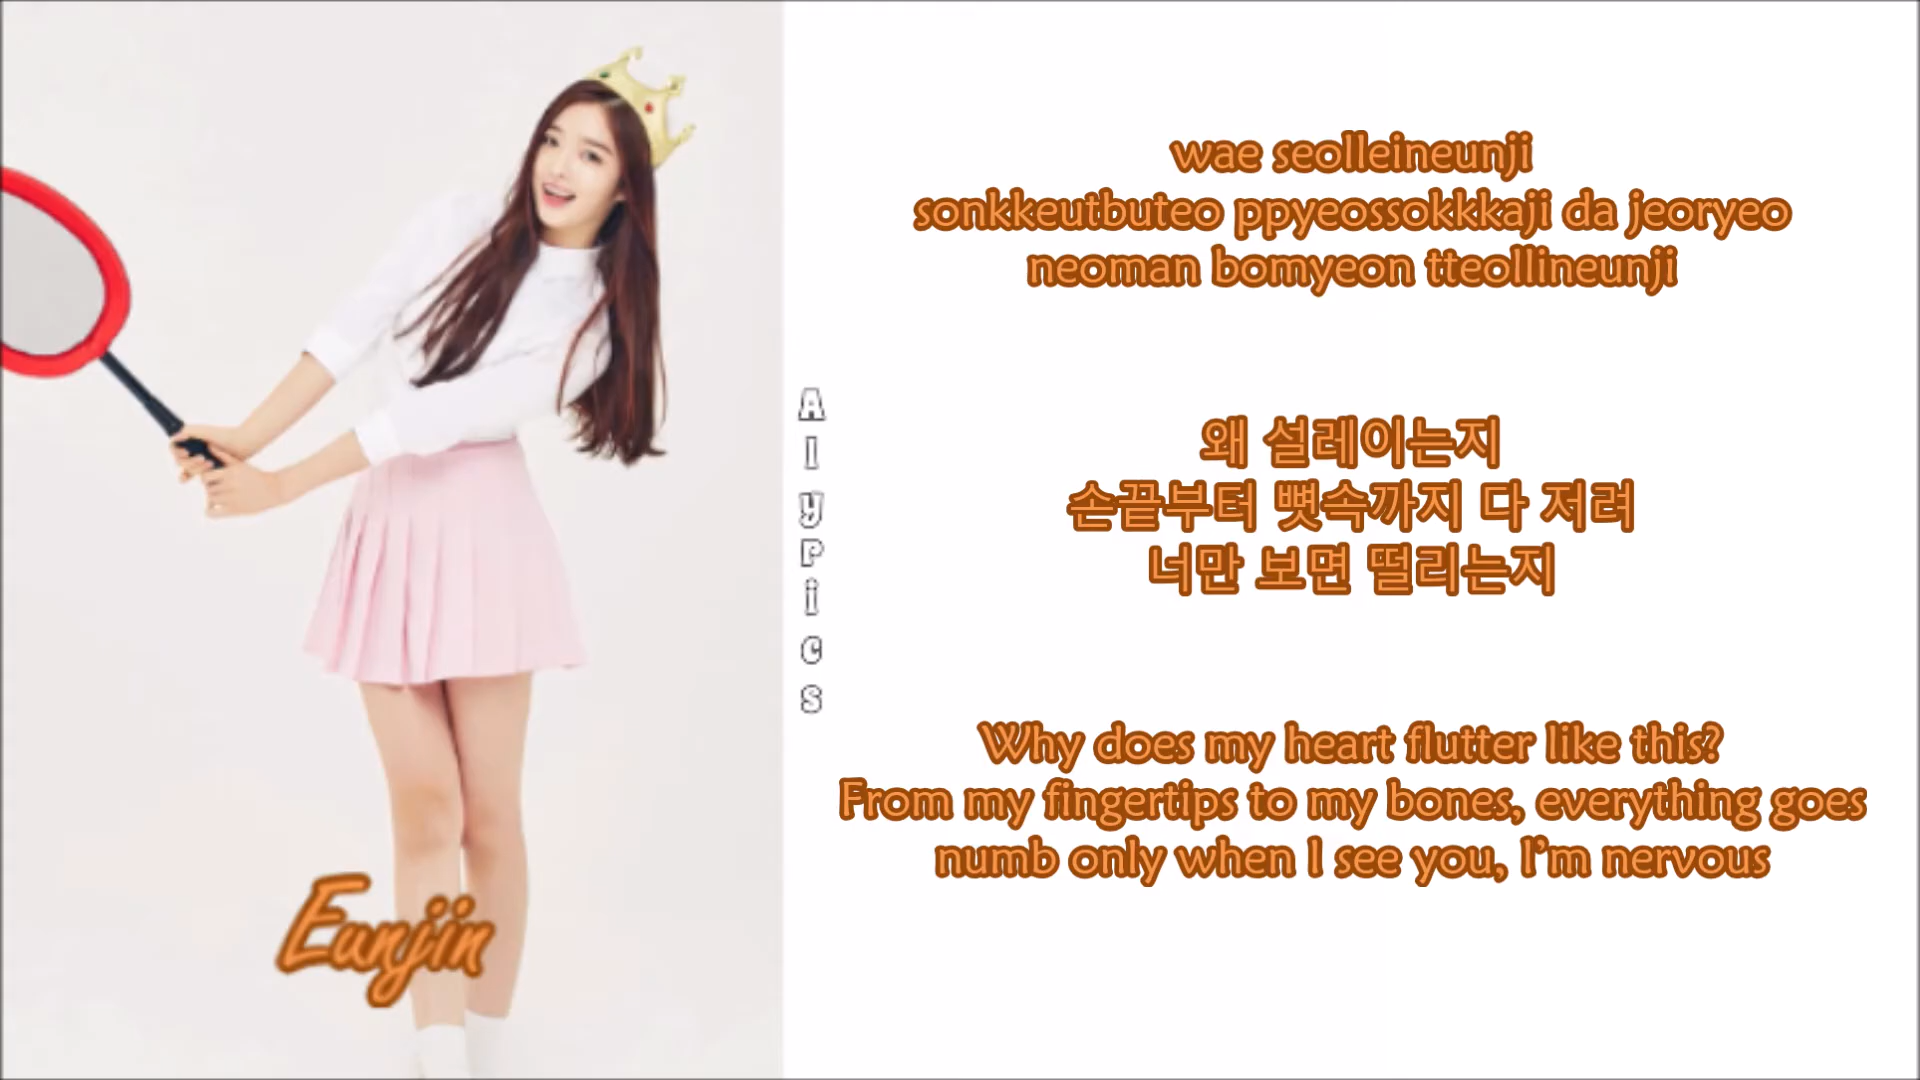 wae seolleineunji
sonkkeutbuteo ppyeossokkkaji da jeoryeo
neoman bomyeon tteollineunji
왜 설레이는지
손끝부터 뼛속까지 다 저려
너만 보면 떨리는지
Why does my heart flutter like this?
From my fingertips to my bones, everything goes
numb only when I see you, I'm nervous
AlyPics
Eunjin